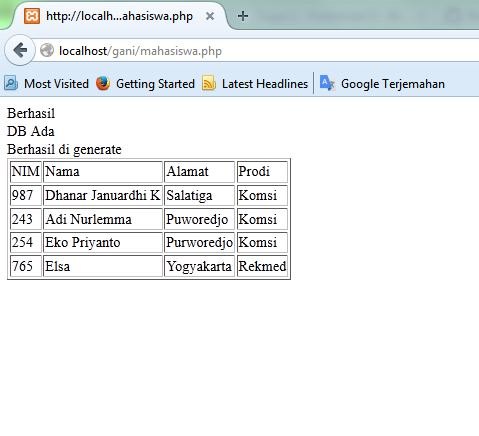 http://localh...ahasiswa.php
localhost/gani/mahasiswa.php
Most Visited Getting Started Latest Headlines Google Terjemahan
Berhasil
DB Ada
Berhasil di generate
NIM Nama Alamat Prodi
987 Dhanar Januardhi K Salatiga Komsi
243 Adi Nurlemma Puworedjo Komsi
254 Eko Priyanto Purworedjo Komsi
765 Elsa Yogyakarta Rekmed